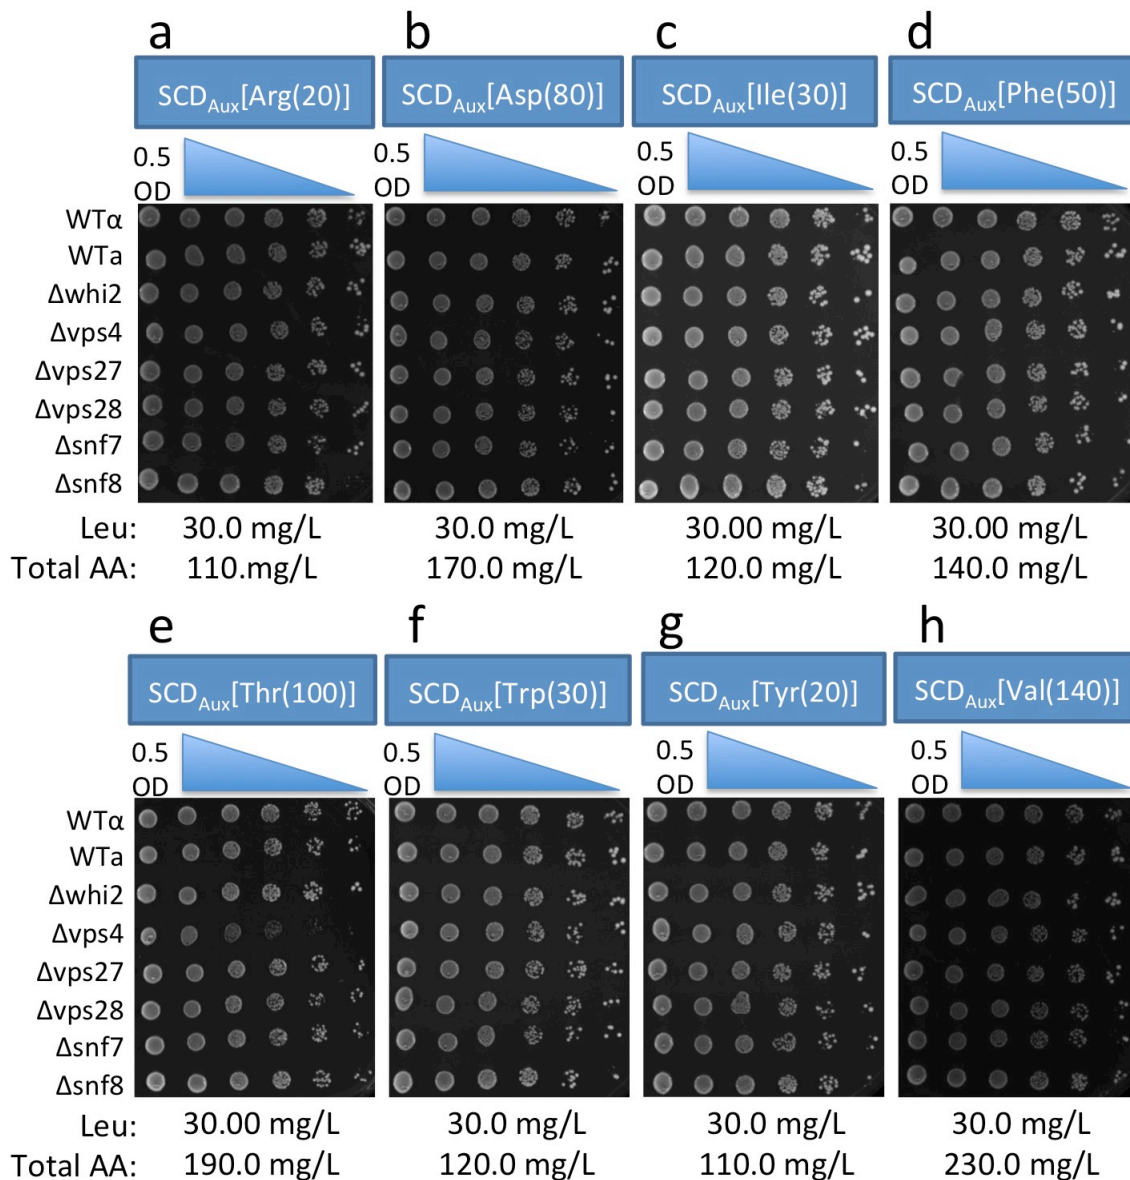 a b c d
SCDAux[Arg(20)] SCDAux[Asp(80)] SCDAux[Ile(30)] SCDAux[Phe(50)]
0.5 0.5 0.5 0.5
OD OD OD OD
WTα
WTa
Δwhi2
Δvps4
Δvps27
Δvps28
Δsnf7
Δsnf8
Leu: 30.0 mg/L 30.0 mg/L 30.00 mg/L 30.00 mg/L
Total AA: 110.mg/L 170.0 mg/L 120.0 mg/L 140.0 mg/L
e f g h
SCDAux[Thr(100)] SCDAux[Trp(30)] SCDAux[Tyr(20)] SCDAux[Val(140)]
0.5 0.5 0.5 0.5
OD OD OD OD
WTα
WTa
Δwhi2
Δvps4
Δvps27
Δvps28
Δsnf7
Δsnf8
Leu: 30.00 mg/L 30.0 mg/L 30.0 mg/L 30.0 mg/L
Total AA: 190.0 mg/L 120.0 mg/L 110.0 mg/L 230.0 mg/L